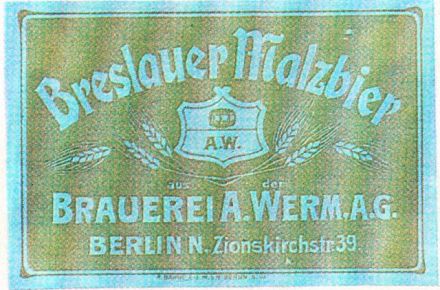 Breslauer Malzbier
A.W.
aus der
BRAUEREI A. WERM, A.G.
BERLIN N. Zionskirchstr. 39.